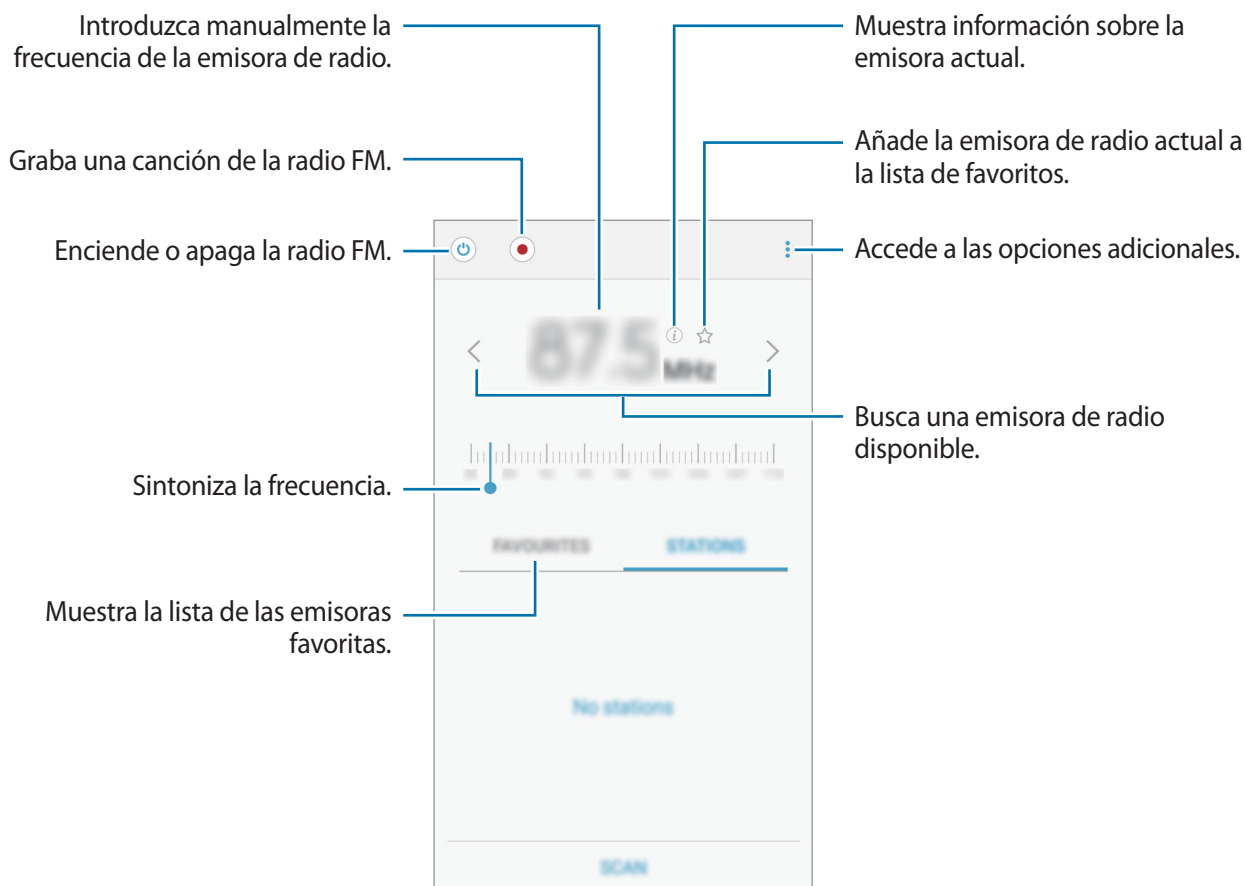 Introduzca manualmente la
frecuencia de la emisora de radio.
Muestra información sobre la
emisora actual.
Graba una canción de la radio FM.
Añade la emisora de radio actual a
la lista de favoritos.
Enciende o apaga la radio FM.
Accede a las opciones adicionales.
87.5
MHz
Busca una emisora de radio
disponible.
Sintoniza la frecuencia.
FAVOURITES
STATIONS
Muestra la lista de las emisoras
favoritas.
No stations
SCAN